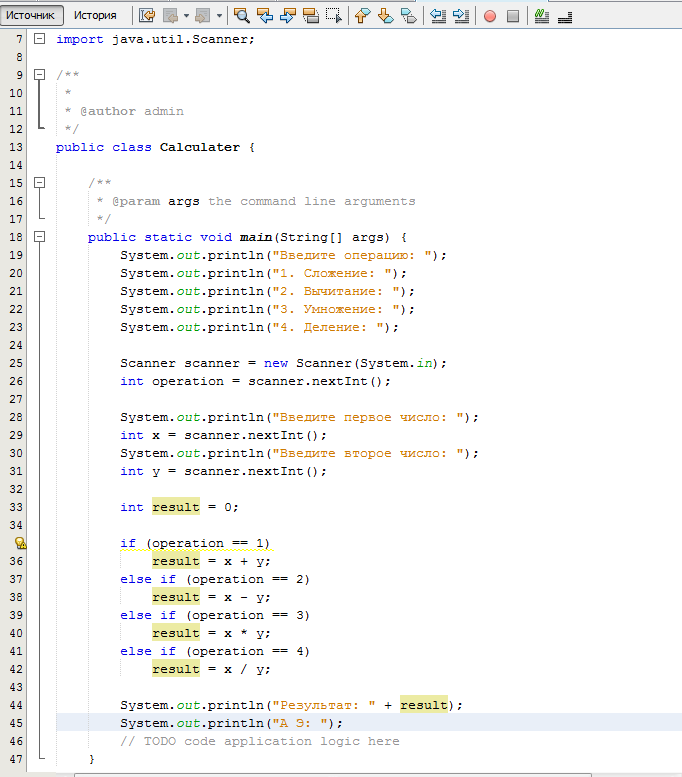 Источник История
7 import java.util.Scanner;
8
9 /**
10 *
11 * @author admin
12 */
13 public class Calculater {
14
15 /**
16 * @param args the command line arguments
17 */
18 public static void main(String[] args) {
19 System.out.println("Введите операцию: ");
20 System.out.println("1. Сложение: ");
21 System.out.println("2. Вычитание: ");
22 System.out.println("3. Умножение: ");
23 System.out.println("4. Деление: ");
24
25 Scanner scanner = new Scanner(System.in);
26 int operation = scanner.nextInt();
27
28 System.out.println("Введите первое число: ");
29 int x = scanner.nextInt();
30 System.out.println("Введите второе число: ");
31 int y = scanner.nextInt();
32
33 int result = 0;
34
if (operation == 1)
36 result = x + y;
37 else if (operation == 2)
38 result = x - y;
39 else if (operation == 3)
40 result = x * y;
41 else if (operation == 4)
42 result = x / y;
43
44 System.out.println("Результат: " + result);
45 System.out.println("А Э: ");
46 // TODO code application logic here
47 }